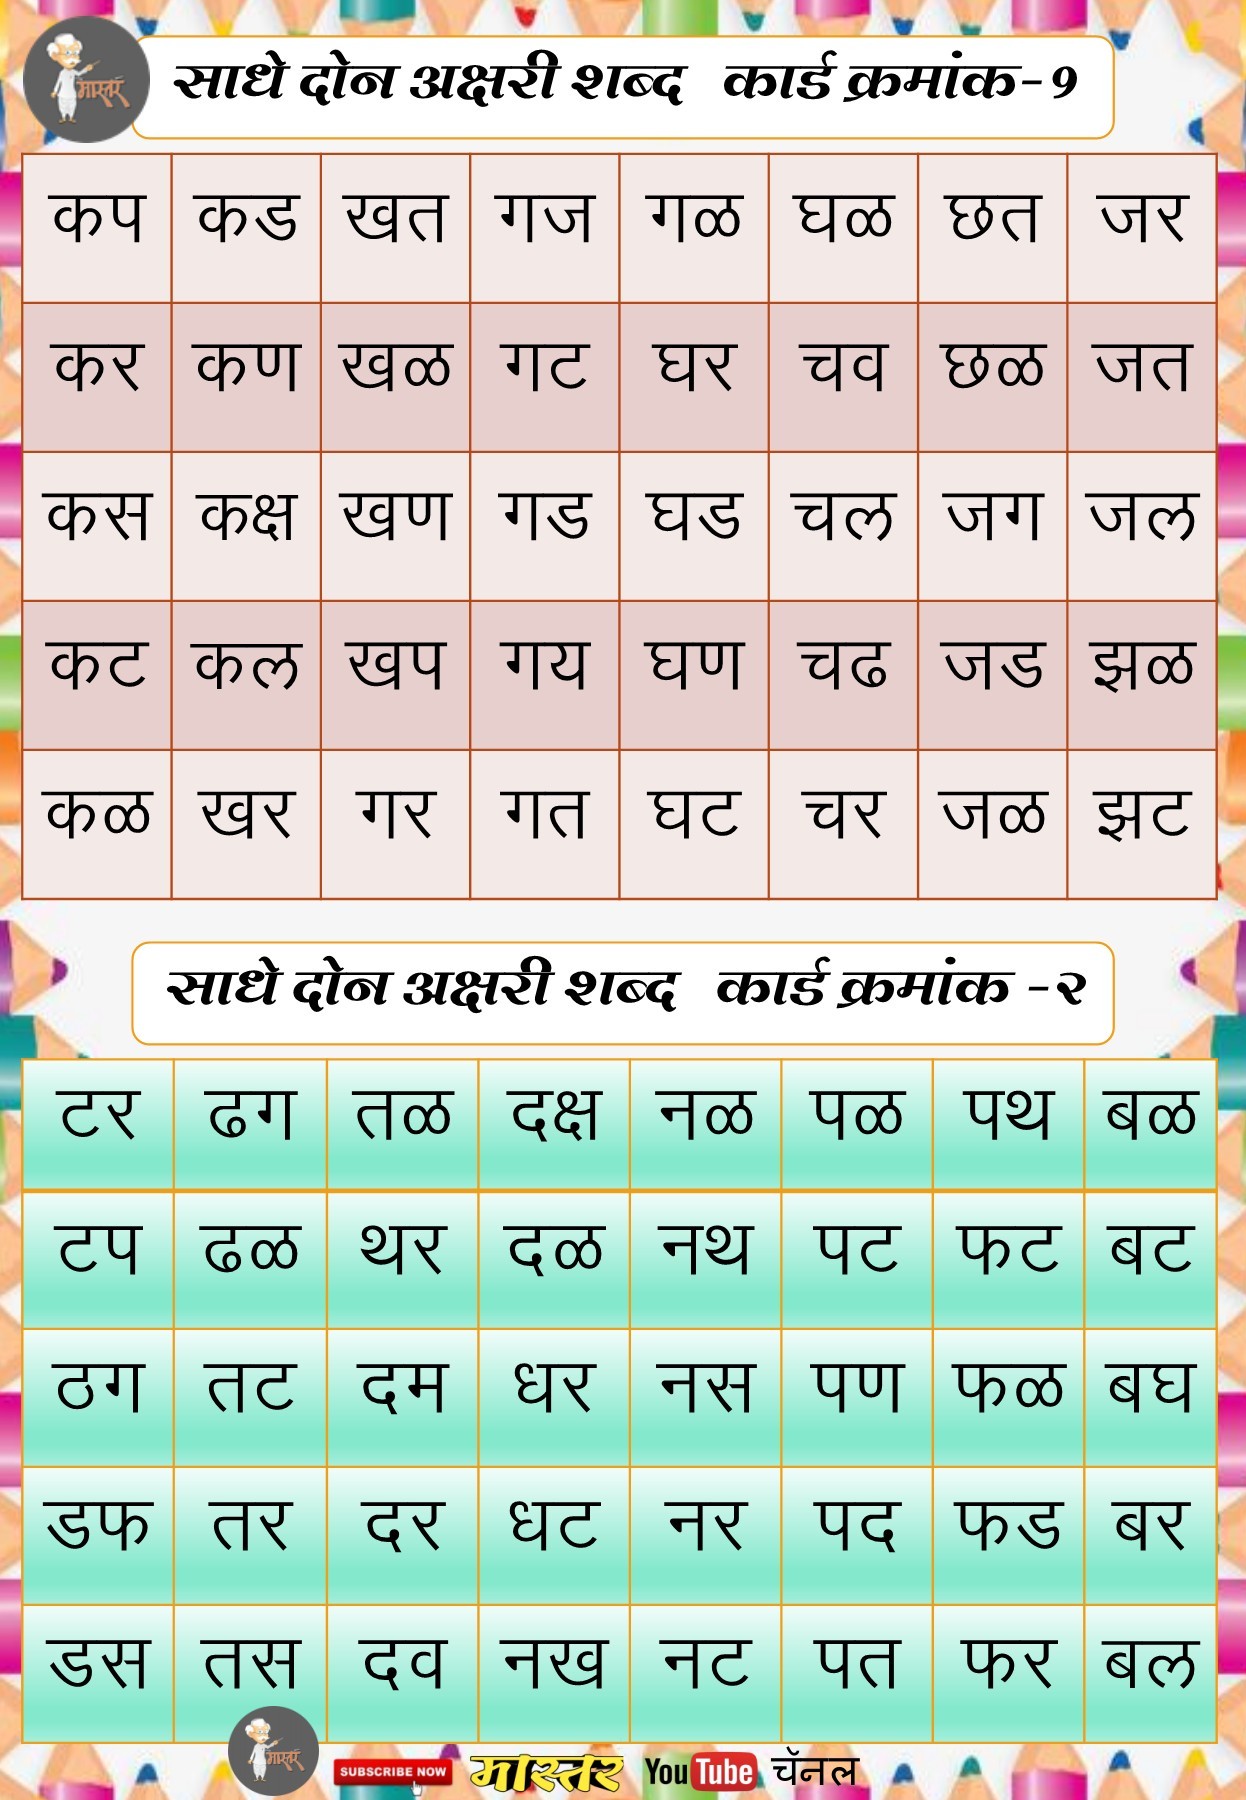 मास्तर
साधे दोन अक्षरी शब्द कार्ड क्रमांक-१
कप कड खत गज गळ घळ छत जर
कर कण खळ गट घर चव छळ जत
कस कक्ष खण गड घड चल जग जल
कट कल खप गय घण चढ जड झळ
कळ खर गर गत घट चर जळ झट
साधे दोन अक्षरी शब्द कार्ड क्रमांक -२
टर ढग तळ दक्ष नळ पळ पथ बळ
टप ढळ थर दळ नथ पट फट बट
ठग तट दम धर नस पण फळ बघ
डफ तर दर धट नर पद फड बर
डस तस दव नख नट पत फर बल
मास्तर
SUBSCRIBE NOW मास्तर YouTube चॅनल